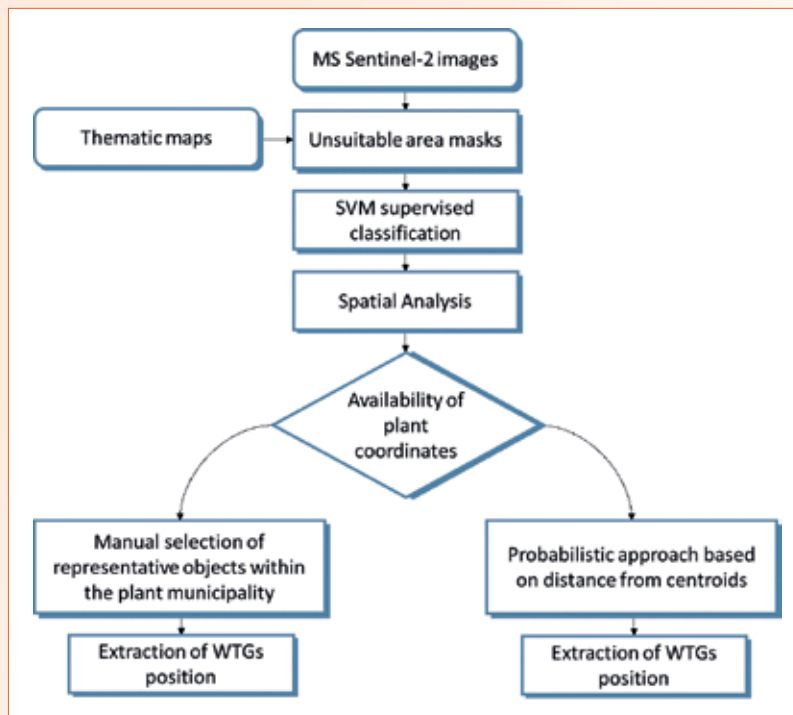 MS Sentinel-2 images
Thematic maps
Unsuitable area masks
SVM supervised
classification
Spatial Analysis
Availability of
plant
coordinates
Manual selection of
representative objects within
the plant municipality
Probabilistic approach based
on distance from centroids
Extraction of WTGs
position
Extraction of WTGs
position